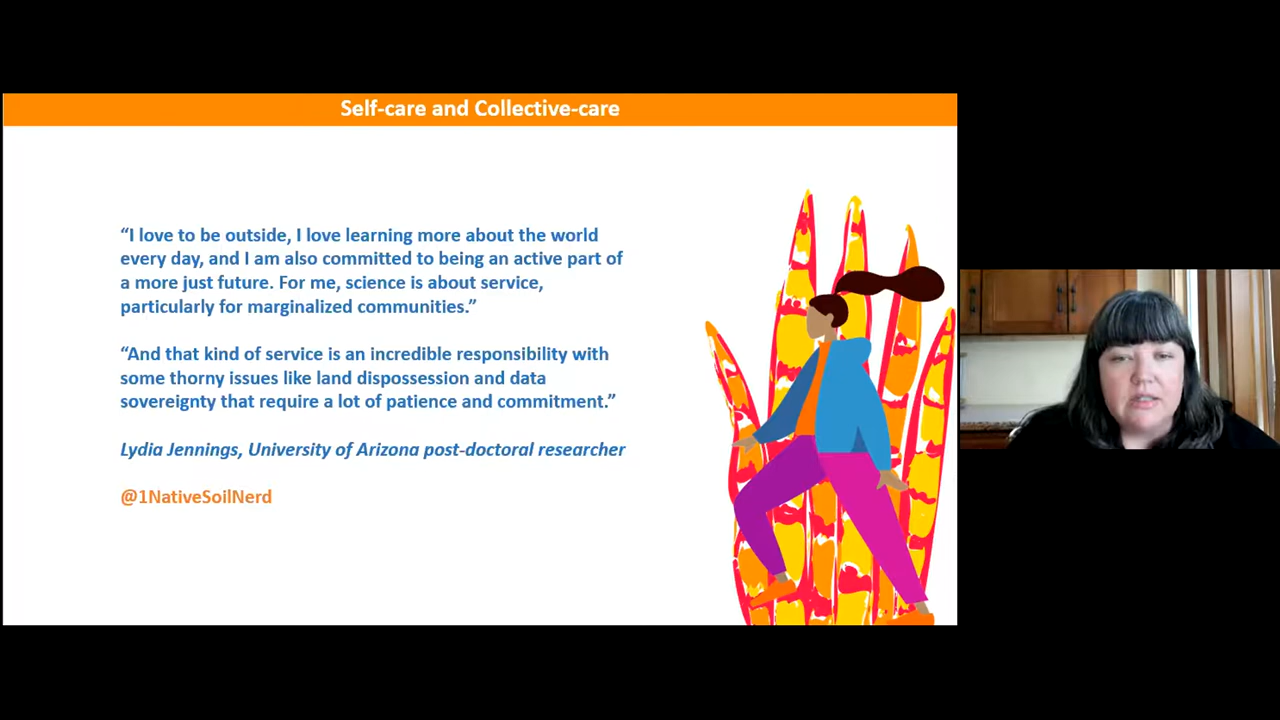 Self-care and Collective-care
“I love to be outside, I love learning more about the world
every day, and I am also committed to being an active part of
a more just future. For me, science is about service,
particularly for marginalized communities.”
“And that kind of service is an incredible responsibility with
some thorny issues like land dispossession and data
sovereignty that require a lot of patience and commitment.”
Lydia Jennings, University of Arizona post-doctoral researcher
@1NativeSoilNerd